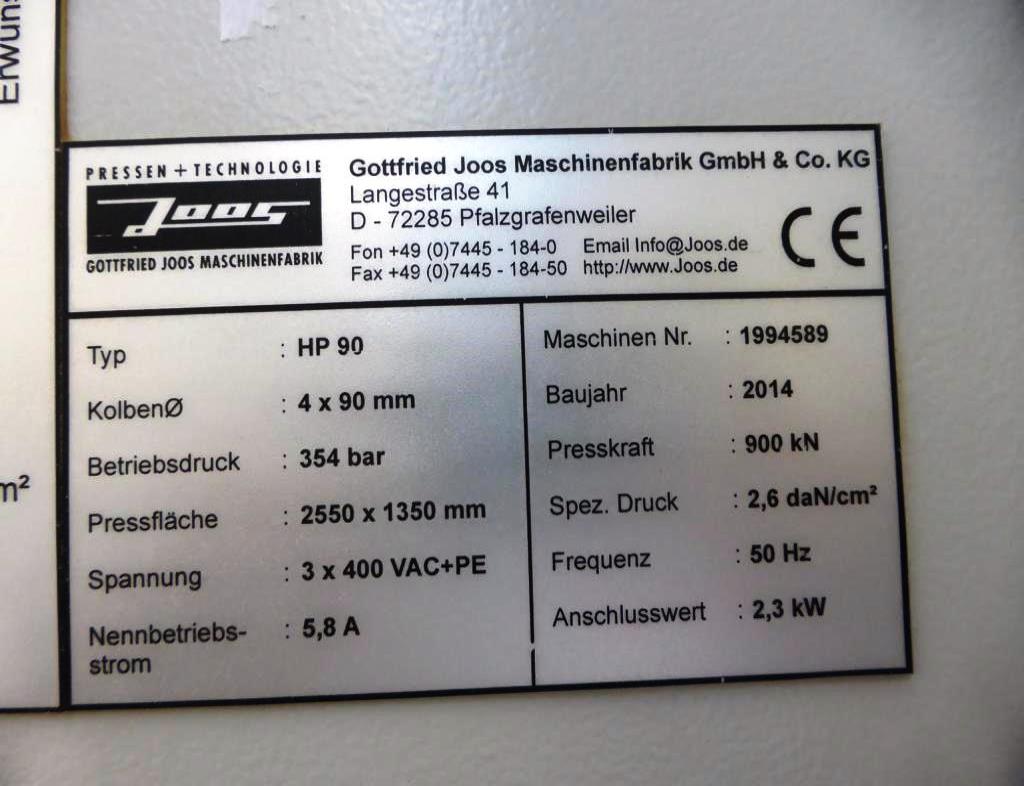 Erwüns
m²
PRESSEN + TECHNOLOGIE
Joos
GOTTFRIED JOOS MASCHINENFABRIK
Gottfried Joos Maschinenfabrik GmbH & Co. KG
Langestraße 41
D - 72285 Pfalzgrafenweiler
Fon +49 (0)7445 - 184-0 Email Info@Joos.de
Fax +49 (0)7445 - 184-50 http://www.Joos.de
CE
Typ : HP 90
KolbenØ : 4 x 90 mm
Betriebsdruck : 354 bar
Pressfläche : 2550 x 1350 mm
Spannung : 3 x 400 VAC+PE
Nennbetriebs- : 5,8 A
strom
Maschinen Nr. : 1994589
Baujahr : 2014
Presskraft : 900 kN
Spez. Druck : 2,6 daN/cm²
Frequenz : 50 Hz
Anschlusswert : 2,3 kW